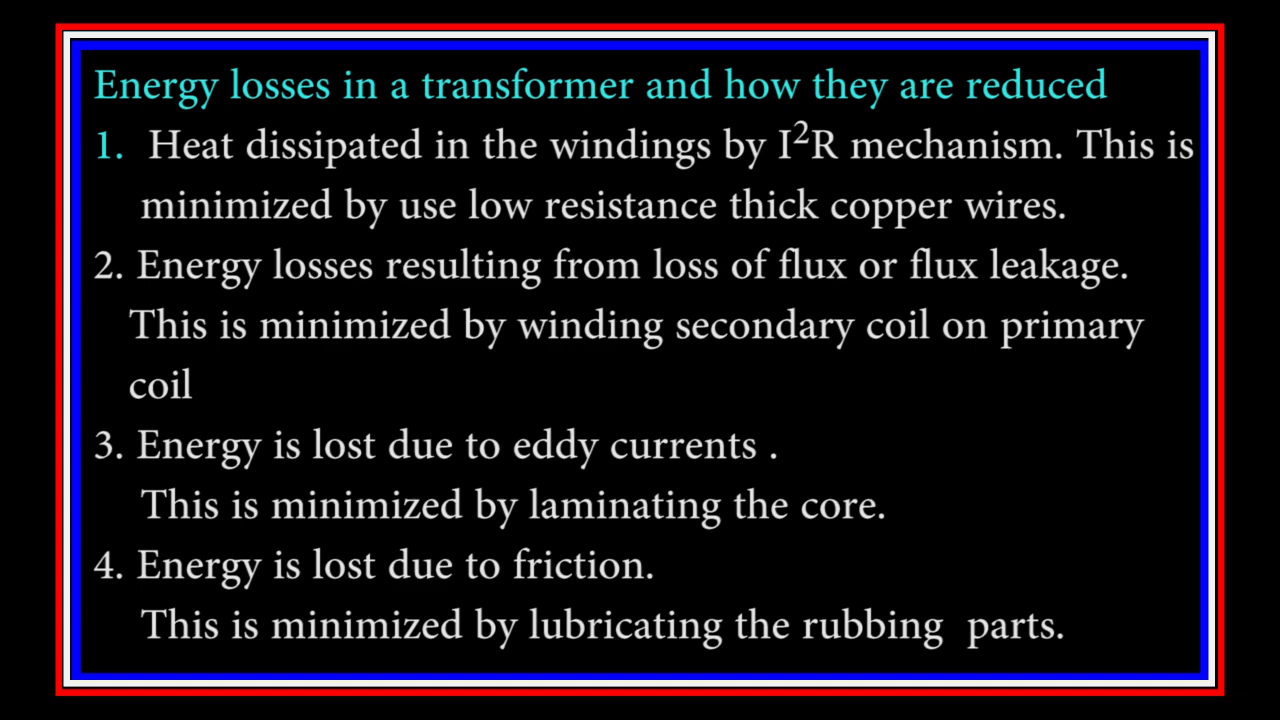 Energy losses in a transformer and how they are reduced
1. Heat dissipated in the windings by I²R mechanism. This is
minimized by use low resistance thick copper wires.
2. Energy losses resulting from loss of flux or flux leakage.
This is minimized by winding secondary coil on primary
coil
3. Energy is lost due to eddy currents .
This is minimized by laminating the core.
4. Energy is lost due to friction.
This is minimized by lubricating the rubbing parts.